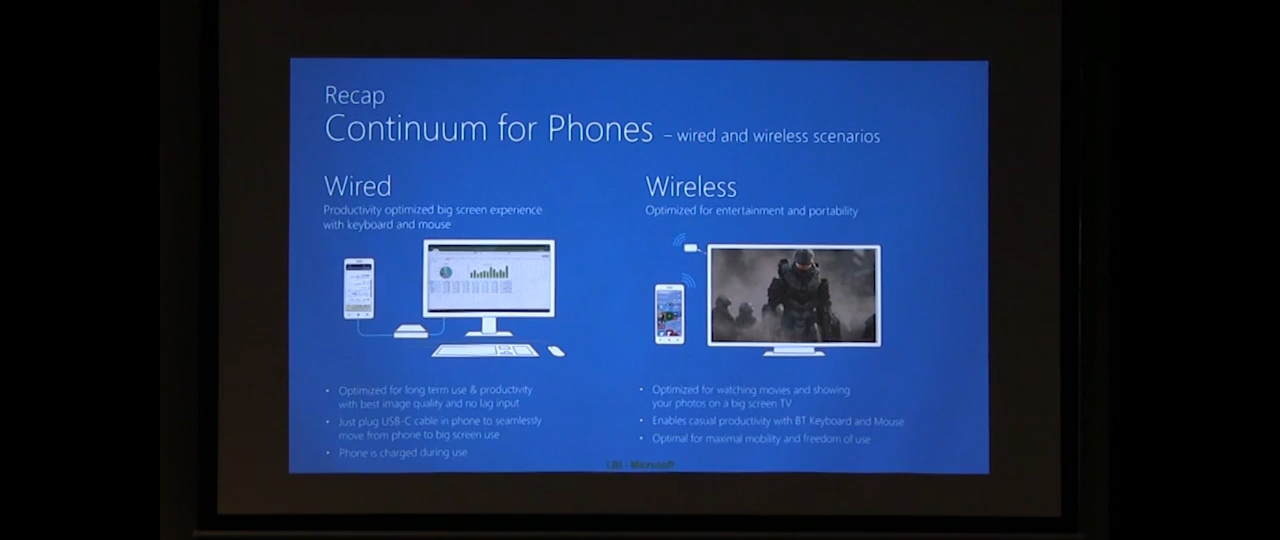 Recap
Continuum for Phones – wired and wireless scenarios
Wired
Productivity optimized big screen experience
with keyboard and mouse
• Optimized for long term use & productivity
with best image quality and no lag input
• Just plug USB-C cable in phone to seamlessly
move from phone to big screen use
• Phone is charged during use
Wireless
Optimized for entertainment and portability
• Optimized for watching movies and showing
your photos on a big screen TV
• Enables casual productivity with BT Keyboard and Mouse
• Optimal for maximal mobility and freedom of use
Microsoft